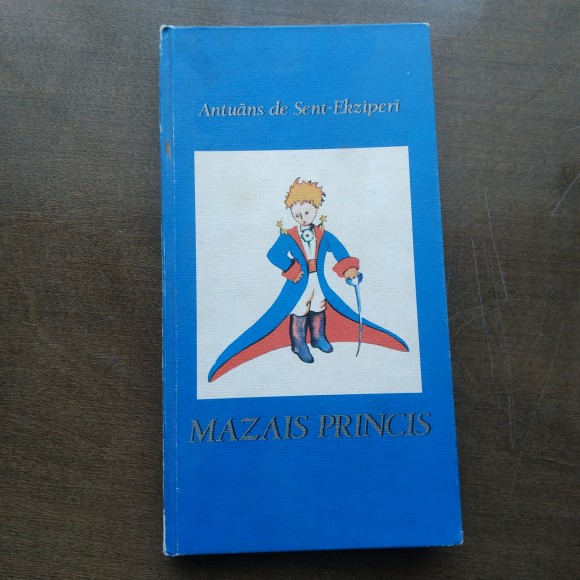 Antuāns de Sent-Ekziperī
MAZAIS PRINCIS